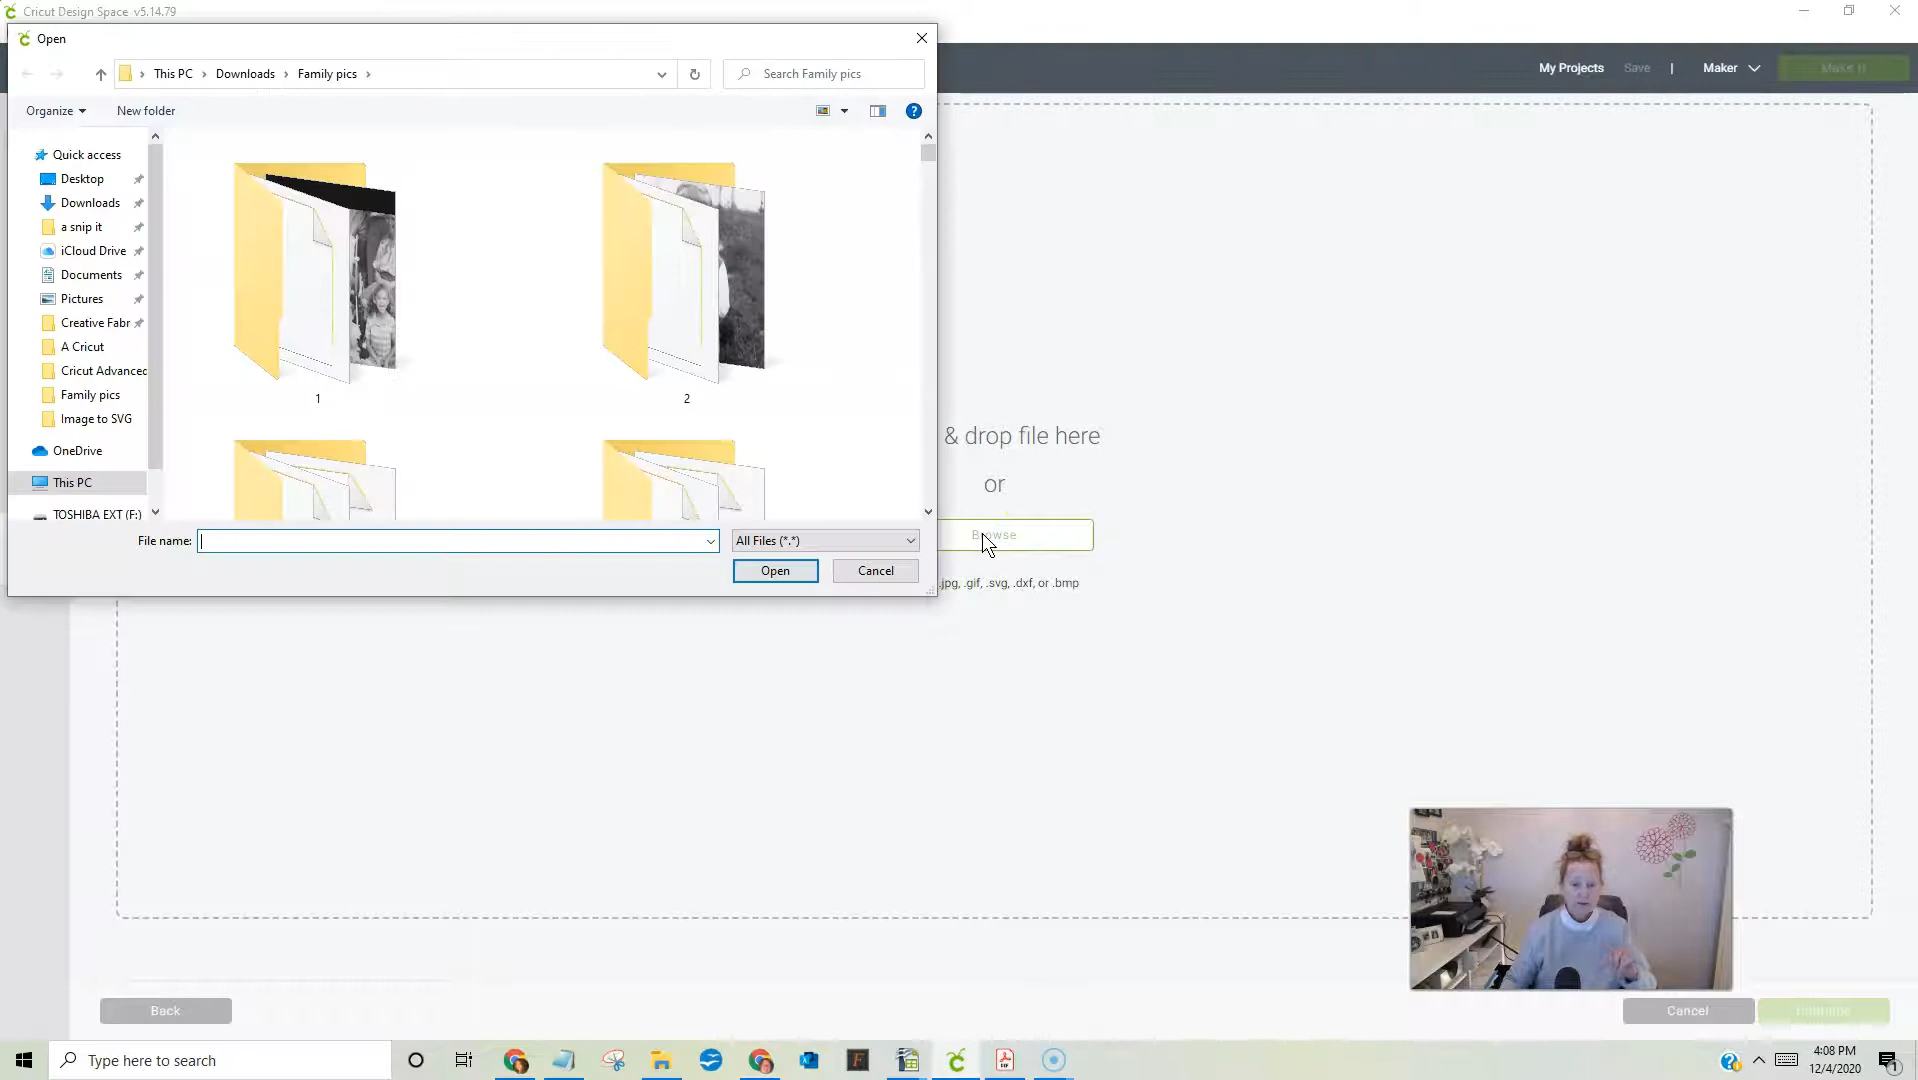 Cricut Design Space v5.14.79
Open
This PC
Downloads
Family pics
Search Family pics
My Projects
Save
|
Maker
Make It
Organize
New folder
Quick access
Desktop
Downloads
a snip it
iCloud Drive
Documents
Pictures
Creative Fabr
A Cricut
Cricut Advanced
Family pics
Image to SVG
OneDrive
This PC
TOSHIBA EXT (F:)
1
2
& drop file here
or
Browse
.jpg, .gif, .svg, .dxf, or .bmp
File name:
All Files (*.*)
Open
Cancel
Back
Cancel
Type here to search
4:08 PM
12/4/2020